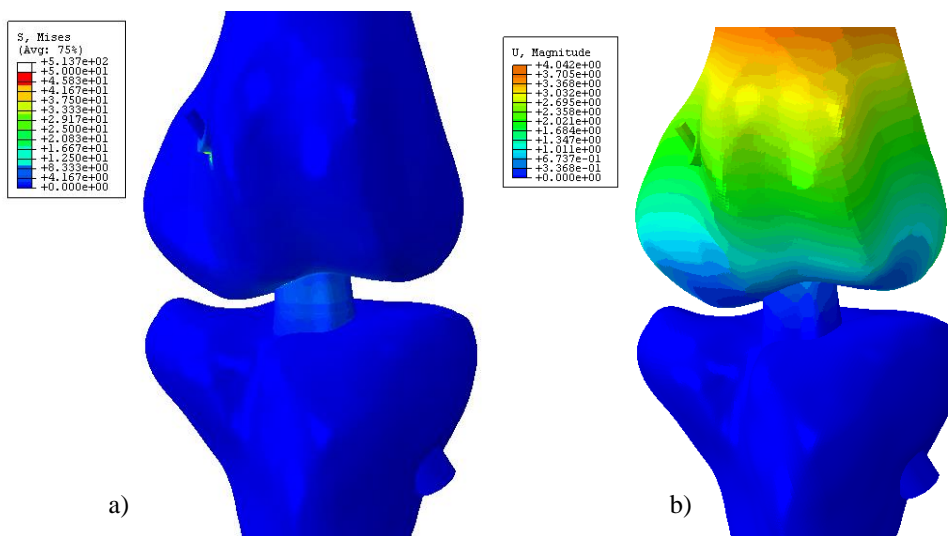 S, Mises
(Avg: 75%)
+5.137e+02
+5.000e+01
+4.583e+01
+4.167e+01
+3.750e+01
+3.333e+01
+2.917e+01
+2.500e+01
+2.083e+01
+1.667e+01
+1.250e+01
+8.333e+00
+4.167e+00
+0.000e+00
U, Magnitude
+4.042e+00
+3.705e+00
+3.368e+00
+3.032e+00
+2.695e+00
+2.358e+00
+2.021e+00
+1.684e+00
+1.347e+00
+1.011e+00
+6.737e-01
+3.368e-01
+0.000e+00
a)
b)